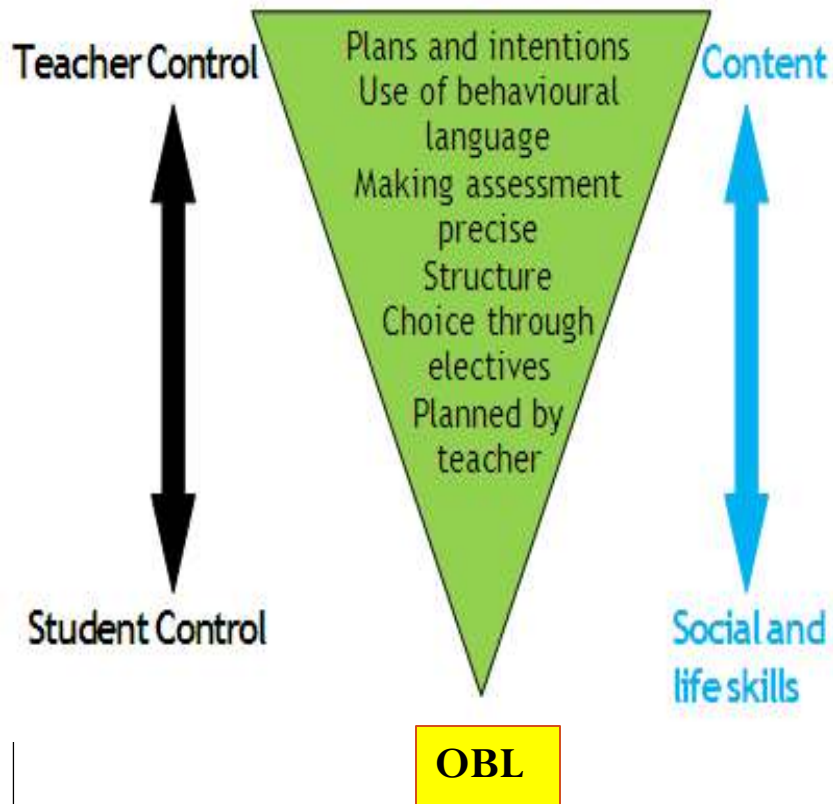 Teacher Control
Plans and intentions
Use of behavioural
language
Making assessment
precise
Structure
Choice through
electives
Planned by
teacher
Content
Student Control
Social and
life skills
OBL